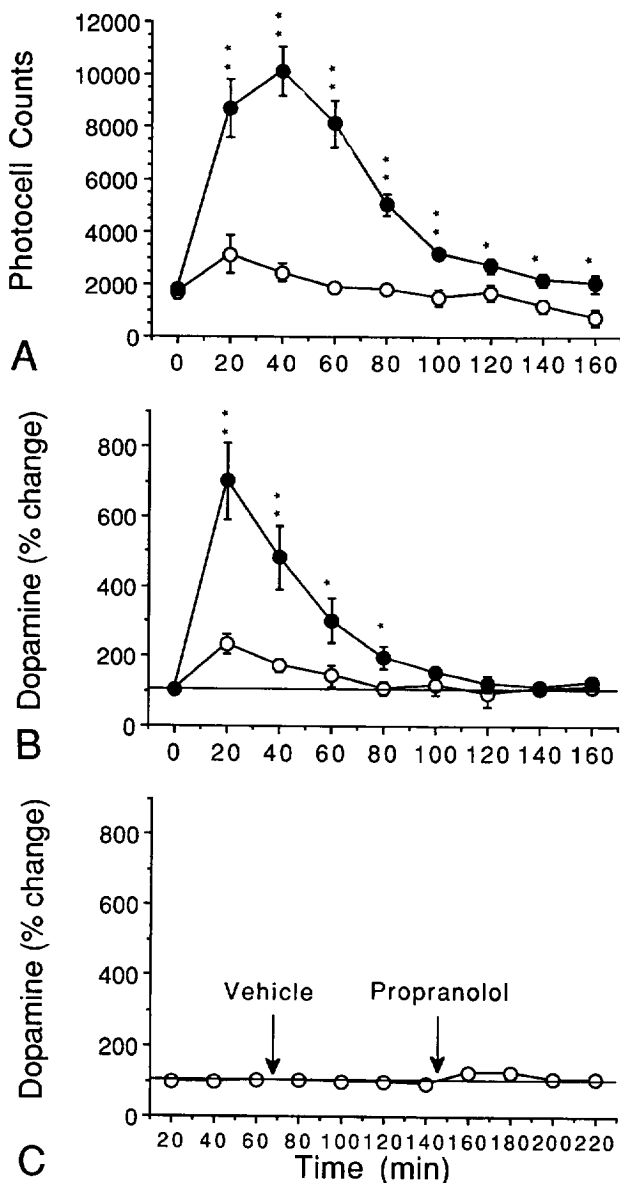 12000
10000
8000
6000
4000
2000
0
Photocell Counts
* * * * * * * * * * * * *
A
0 20 40 60 80 100 120 140 160
800
600
400
200
0
Dopamine (% change)
* * * * * *
B
0 20 40 60 80 100 120 140 160
800
600
400
200
0
Dopamine (% change)
Vehicle
Propranolol
C
20 40 60 80 100 120 140 160 180 200 220
Time (min)